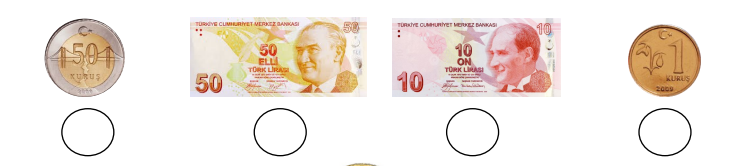 50
KURUŞ
TÜRKİYE CUMHURİYET MERKEZ BANKASI
50
50
ELLİ
TÜRK LİRASI
50
TÜRKİYE CUMHURİYET MERKEZ BANKASI
10
10
ON
TÜRK LİRASI
10
1
KURUŞ
2009